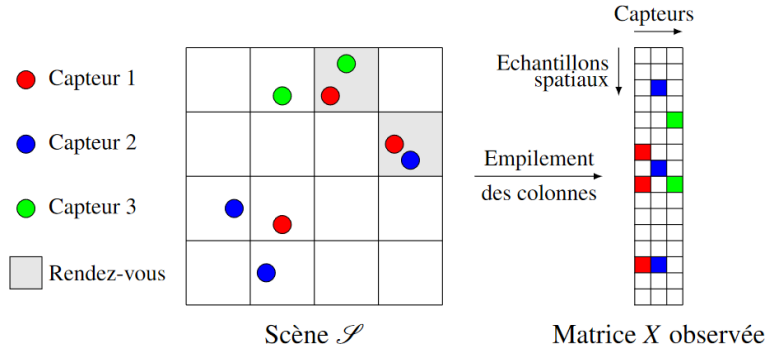 Capteur 1
Capteur 2
Capteur 3
Rendez-vous
Scène 𝒮
Empilement
des colonnes
Capteurs
Echantillons
spatiaux
Matrice X observée